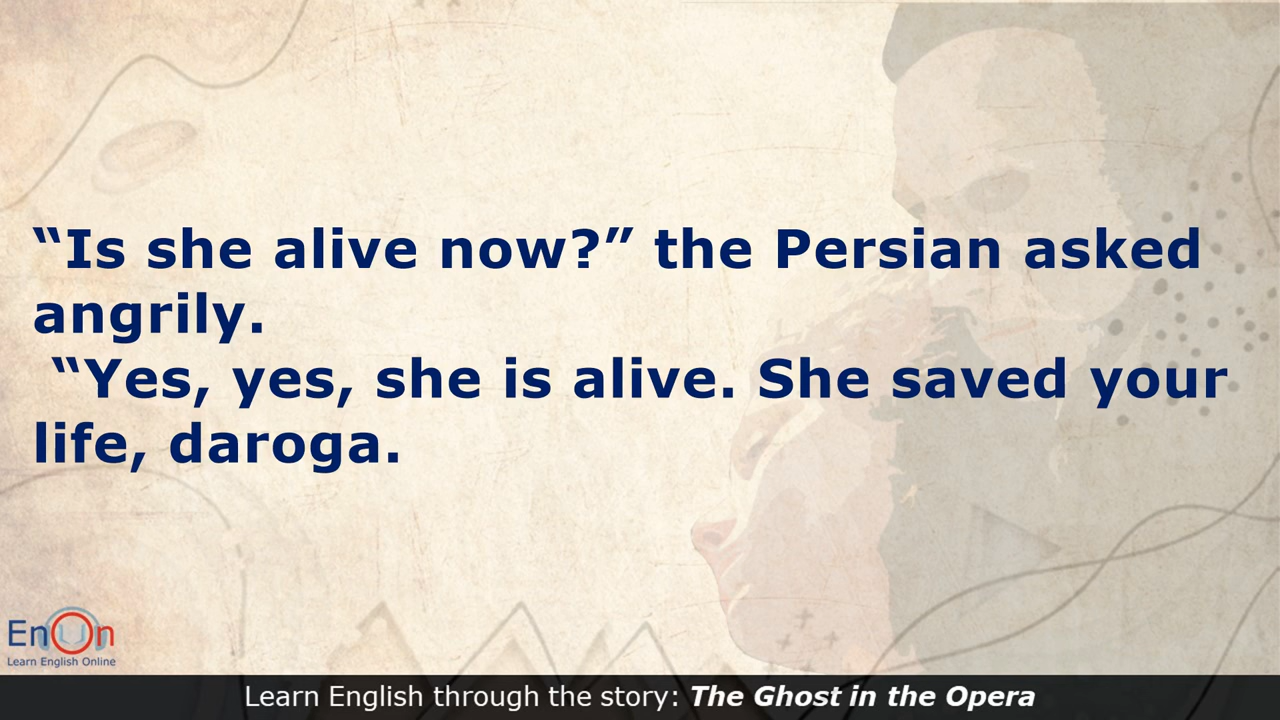 “Is she alive now?” the Persian asked
angrily.
“Yes, yes, she is alive. She saved your
life, daroga.
EnOn
Learn English Online
Learn English through the story: The Ghost in the Opera